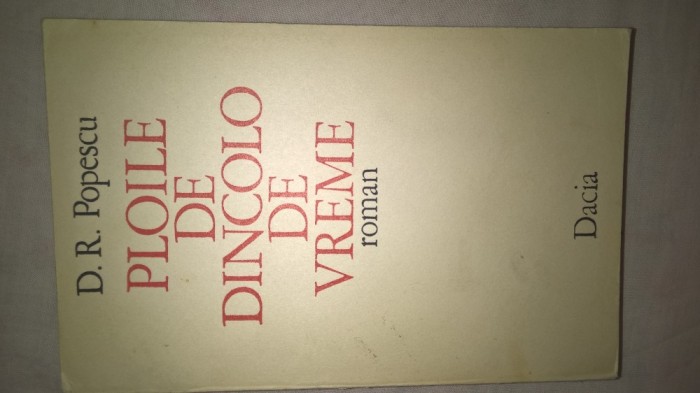 D. R. Popescu
PLOILE
DE
DINCOLO
DE
VREME
roman
Dacia